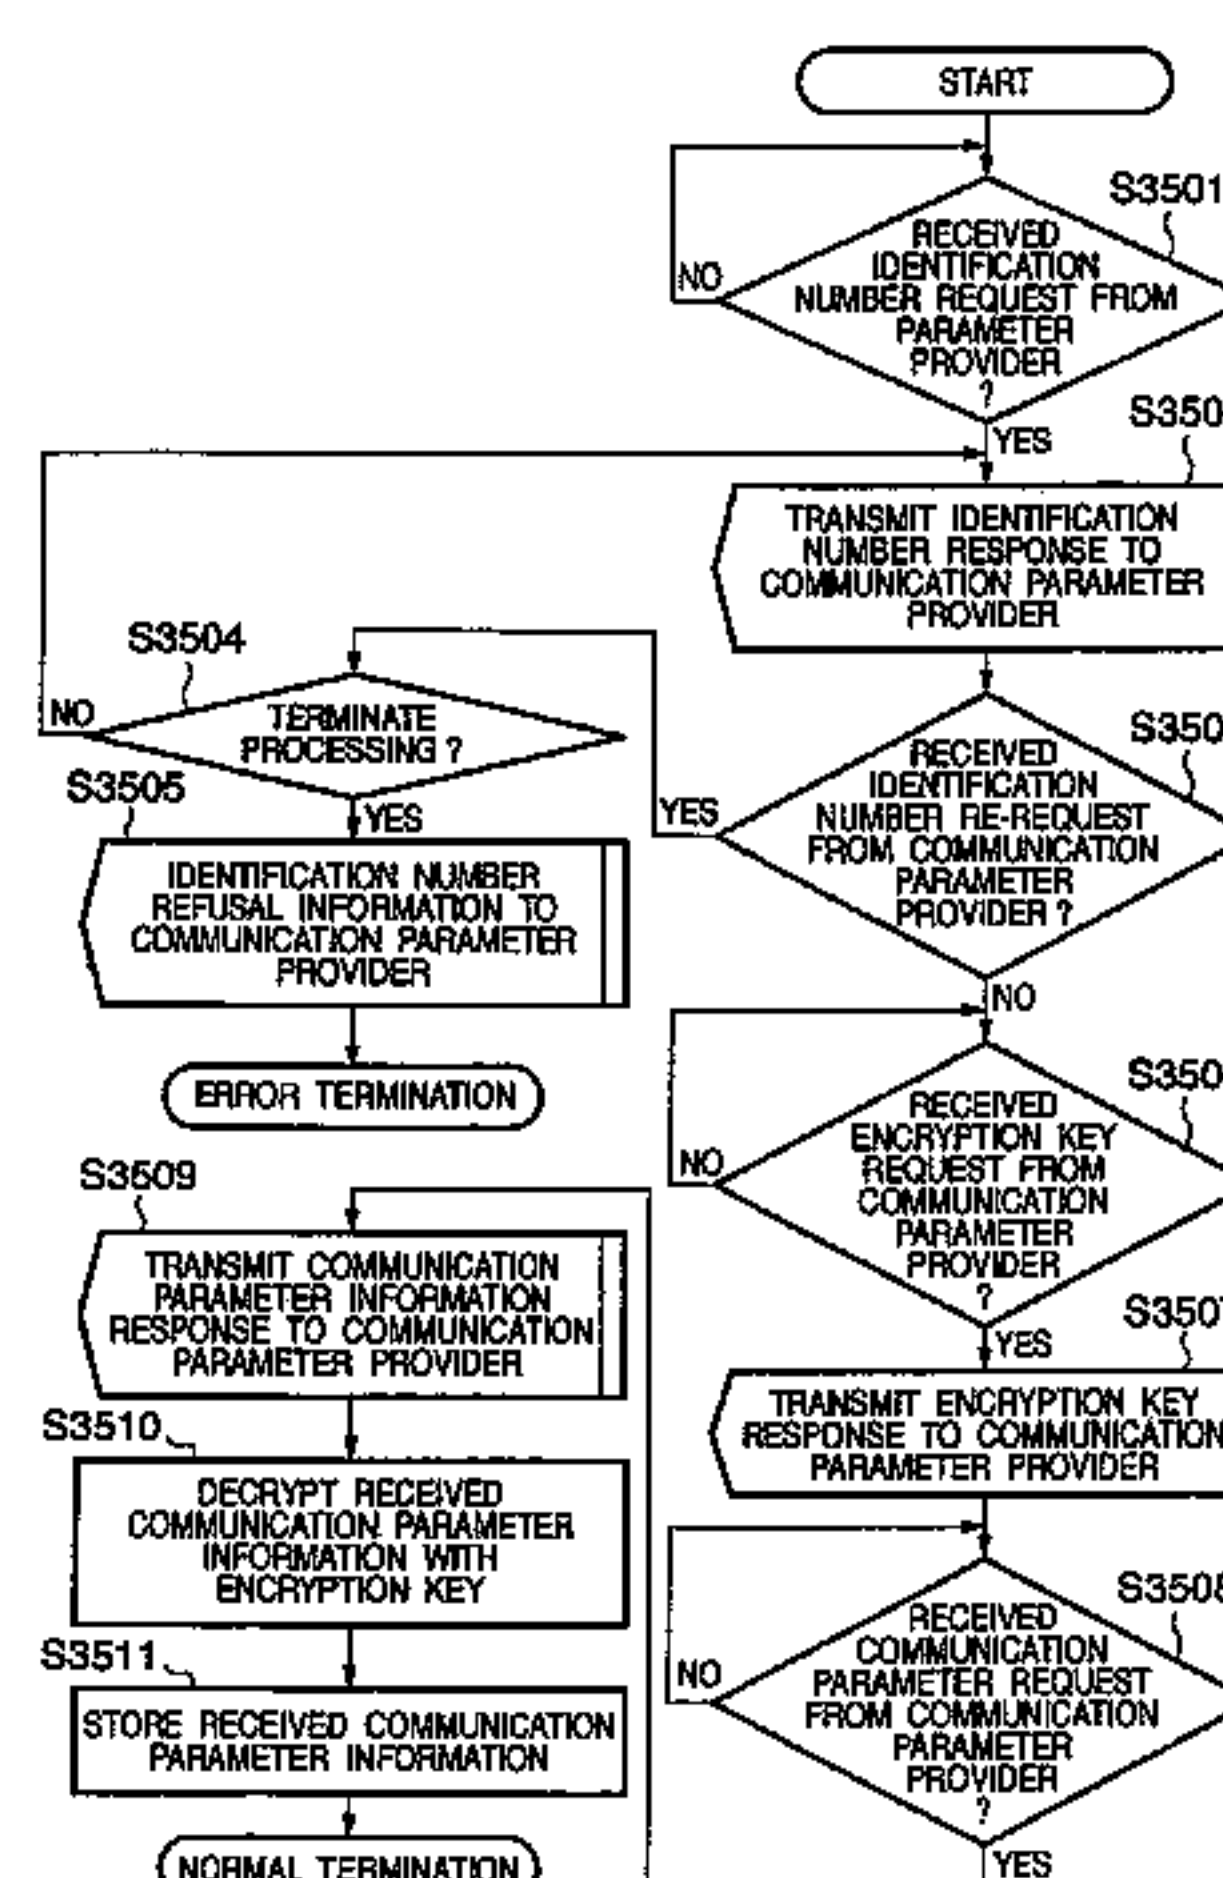 START
S3501
RECEIVED
IDENTIFICATION
NUMBER REQUEST FROM
PARAMETER
PROVIDER
?
NO
YES
S350
TRANSMIT IDENTIFICATION
NUMBER RESPONSE TO
COMMUNICATION PARAMETER
PROVIDER
S350
RECEIVED
IDENTIFICATION
NUMBER RE-REQUEST
FROM COMMUNICATION
PARAMETER
PROVIDER ?
YES
NO
S3504
TERMINATE
PROCESSING ?
NO
YES
S3505
IDENTIFICATION NUMBER
REFUSAL INFORMATION TO
COMMUNICATION PARAMETER
PROVIDER
ERROR TERMINATION
S350
RECEIVED
ENCRYPTION KEY
REQUEST FROM
COMMUNICATION
PARAMETER
PROVIDER
?
NO
YES
S3507
TRANSMIT ENCRYPTION KEY
RESPONSE TO COMMUNICATION
PARAMETER PROVIDER
S3508
RECEIVED
COMMUNICATION
PARAMETER REQUEST
FROM COMMUNICATION
PARAMETER
PROVIDER
?
NO
YES
S3509
TRANSMIT COMMUNICATION
PARAMETER INFORMATION
RESPONSE TO COMMUNICATION
PARAMETER PROVIDER
S3510
DECRYPT RECEIVED
COMMUNICATION PARAMETER
INFORMATION WITH
ENCRYPTION KEY
S3511
STORE RECEIVED COMMUNICATION
PARAMETER INFORMATION
NORMAL TERMINATION